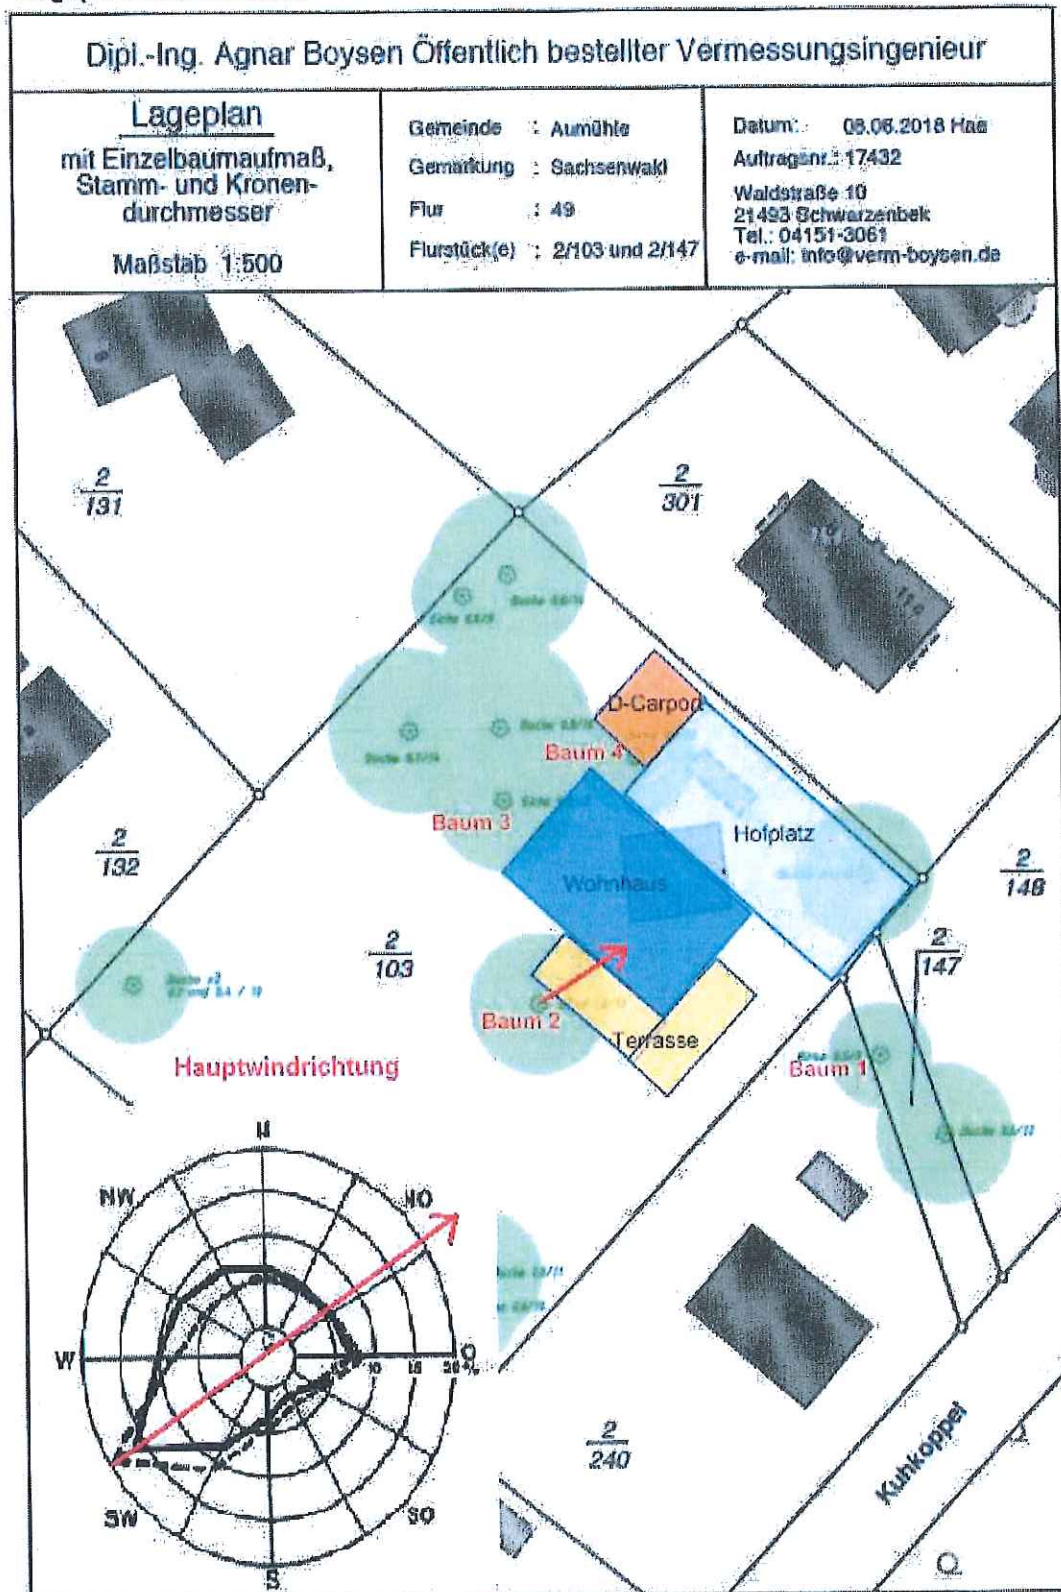 Dipl.-Ing. Agnar Boysen Öffentlich bestellter Vermessungsingenieur
Lageplan
mit Einzelbaumaufmaß,
Stamm- und Kronen-
durchmesser
Maßstab 1:500
Gemeinde : Aumühle
Gemarkung : Sachsenwald
Flur : 49
Flurstück(e) : 2/103 und 2/147
Datum: 08.06.2018 Hae
Auftragsnr.: 17432
Waldstraße 10
21493 Schwarzenbek
Tel.: 04151-3061
e-mail: info@verm-boysen.de
2
131
2
301
D-Carport
Baum 4
Baum 3
Hofplatz
2
132
Wohnhaus
2
148
2
103
2
147
Baum 2
Terrasse
Baum 1
Hauptwindrichtung
N
NW
NO
W
O
10
15
20%
SW
SO
S
2
240
Kuhkoppel